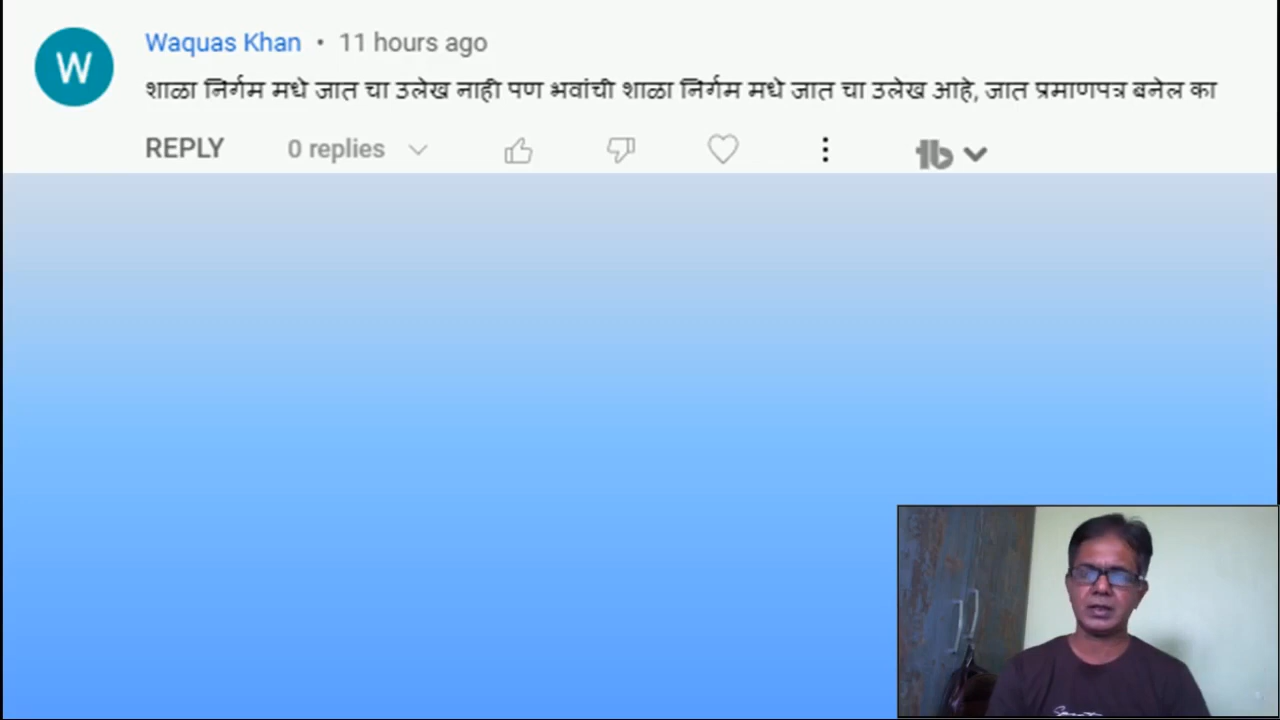 W
Waquas Khan • 11 hours ago
शाळा निर्गम मधे जात चा उलेख नाही पण भवांची शाळा निर्गम मधे जात चा उलेख आहे, जात प्रमाणपत्र बनेल का
REPLY 0 replies